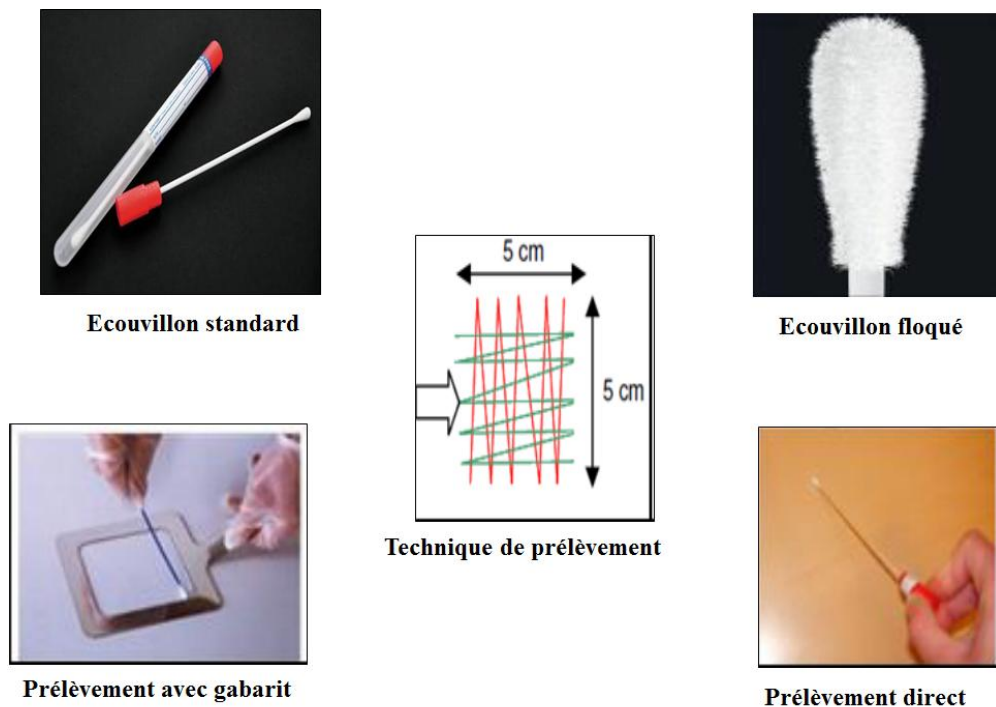 Ecouvillon standard
Ecouvillon floqué
5 cm
5 cm
Technique de prélèvement
Prélèvement avec gabarit
Prélèvement direct